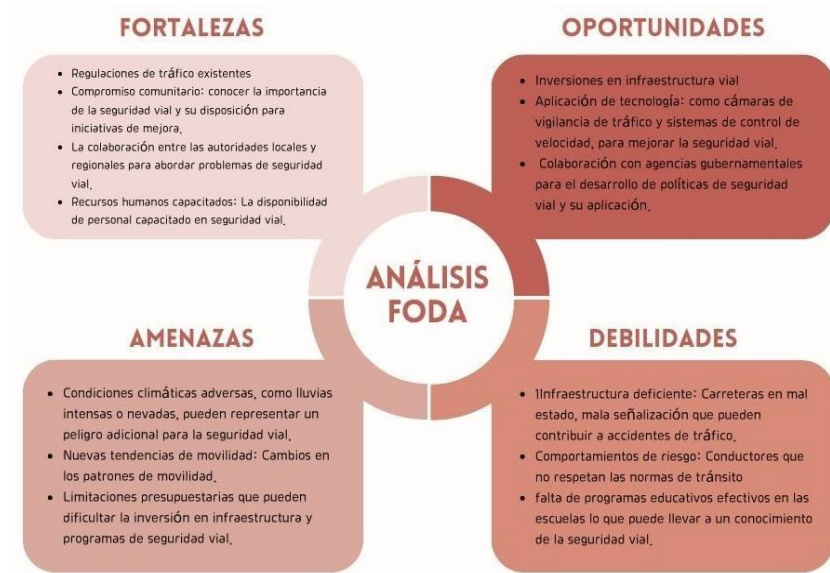 FORTALEZAS
• Regulaciones de tráfico existentes
• Compromiso comunitario: conocer la importancia
de la seguridad vial y su disposición para
iniciativas de mejora.
• La colaboración entre las autoridades locales y
regionales para abordar problemas de seguridad
vial.
• Recursos humanos capacitados: La disponibilidad
de personal capacitado en seguridad vial.
OPORTUNIDADES
• Inversiones en infraestructura vial
• Aplicación de tecnología: como cámaras de
vigilancia de tráfico y sistemas de control de
velocidad, para mejorar la seguridad vial.
• Colaboración con agencias gubernamentales
para el desarrollo de políticas de seguridad
vial y su aplicación.
ANÁLISIS
FODA
AMENAZAS
• Condiciones climáticas adversas, como lluvias
intensas o nevadas, pueden representar un
peligro adicional para la seguridad vial.
• Nuevas tendencias de movilidad: Cambios en
los patrones de movilidad.
• Limitaciones presupuestarias que pueden
dificultar la inversión en infraestructura y
programas de seguridad vial.
DEBILIDADES
• 1Infraestructura deficiente: Carreteras en mal
estado, mala señalización que pueden
contribuir a accidentes de tráfico.
• Comportamientos de riesgo: Conductores que
no respetan las normas de tránsito
• falta de programas educativos efectivos en las
escuelas lo que puede llevar a un conocimiento
de la seguridad vial.